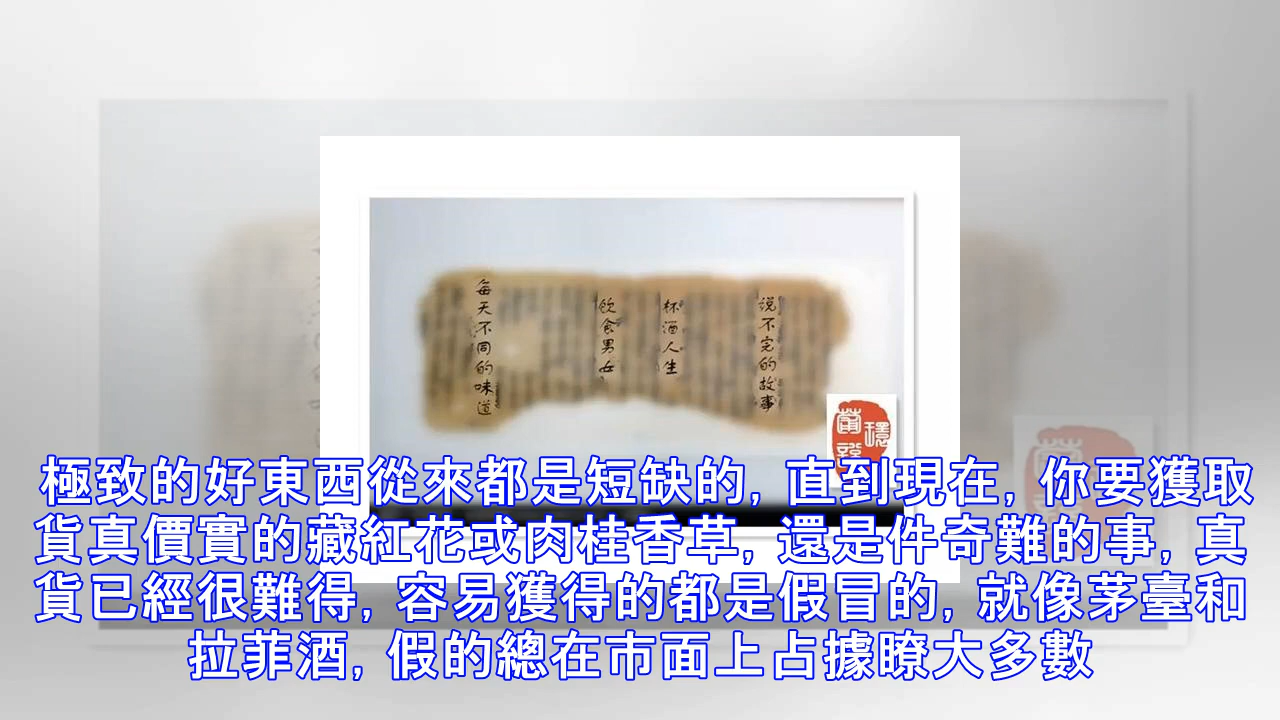 说不完的故事
杯酒人生
飲食男女
每天不同的味道
極致的好東西從來都是短缺的, 直到現在, 你要獲取
貨真價實的藏紅花或肉桂香草, 還是件奇難的事, 真
貨已經很難得, 容易獲得的都是假冒的, 就像茅臺和
拉菲酒, 假的總在市面上占據瞭大多數